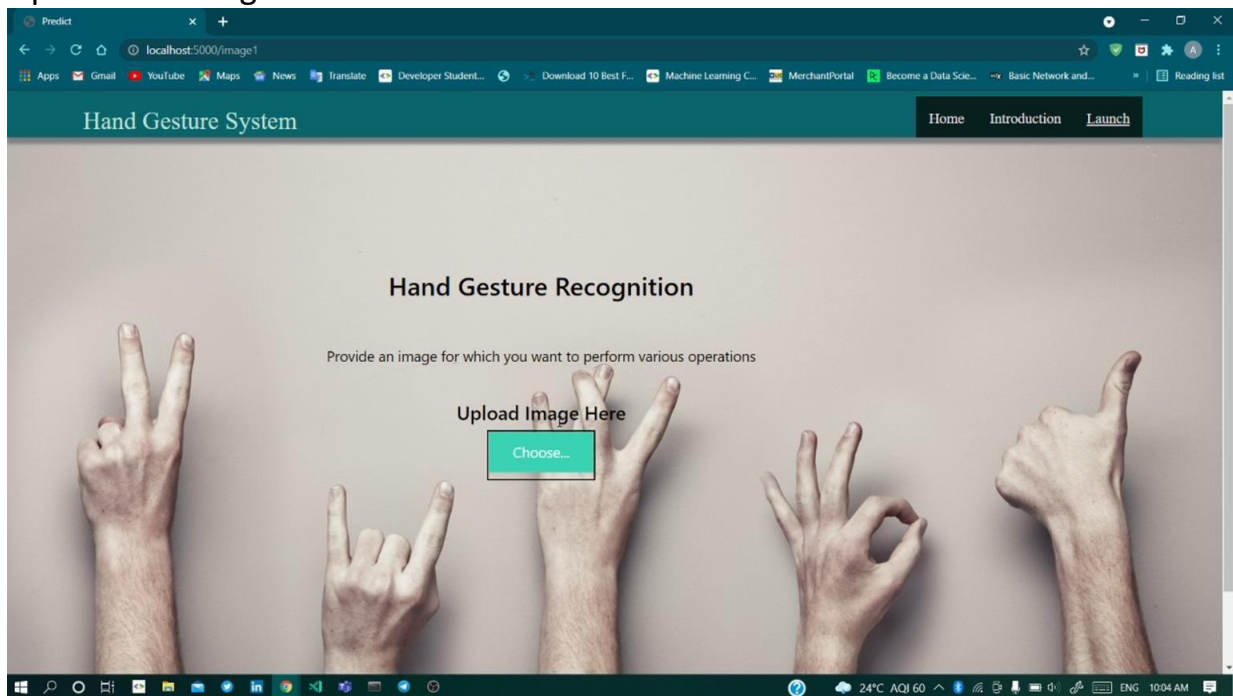 Predict
localhost:5000/image1
Apps Gmail YouTube Maps News Translate Developer Student... Download 10 Best F... Machine Learning C... MerchantPortal Become a Data Scie... Basic Network and... » Reading list
Hand Gesture System
Home Introduction Launch
Hand Gesture Recognition
Provide an image for which you want to perform various operations
Upload Image Here
Choose...
24°C AQI 60 ENG 10:04 AM